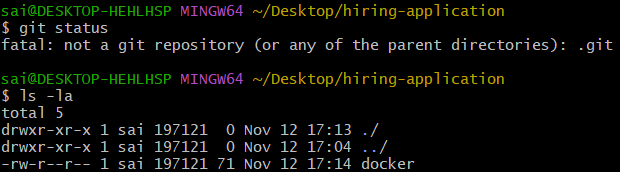 sai@DESKTOP-HEHLHSP MINGW64 ~/Desktop/hiring-application
$ git status
fatal: not a git repository (or any of the parent directories): .git
sai@DESKTOP-HEHLHSP MINGW64 ~/Desktop/hiring-application
$ ls -la
total 5
drwxr-xr-x 1 sai 197121  0 Nov 12 17:13 ./
drwxr-xr-x 1 sai 197121  0 Nov 12 17:04 ../
-rw-r--r-- 1 sai 197121 71 Nov 12 17:14 docker